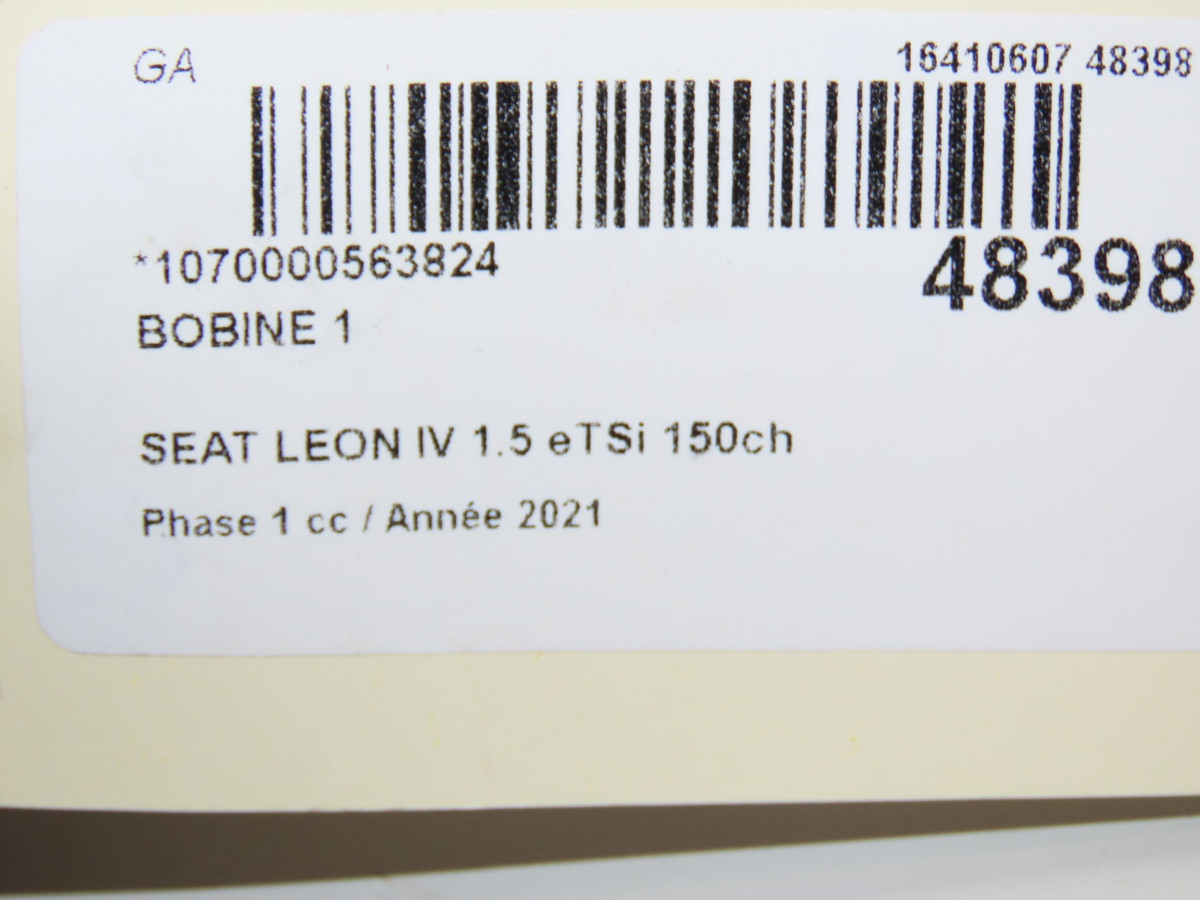 GA
16410607 48398
*1070000563824
48398
BOBINE 1
SEAT LEON IV 1.5 eTSi 150ch
Phase 1 cc / Année 2021